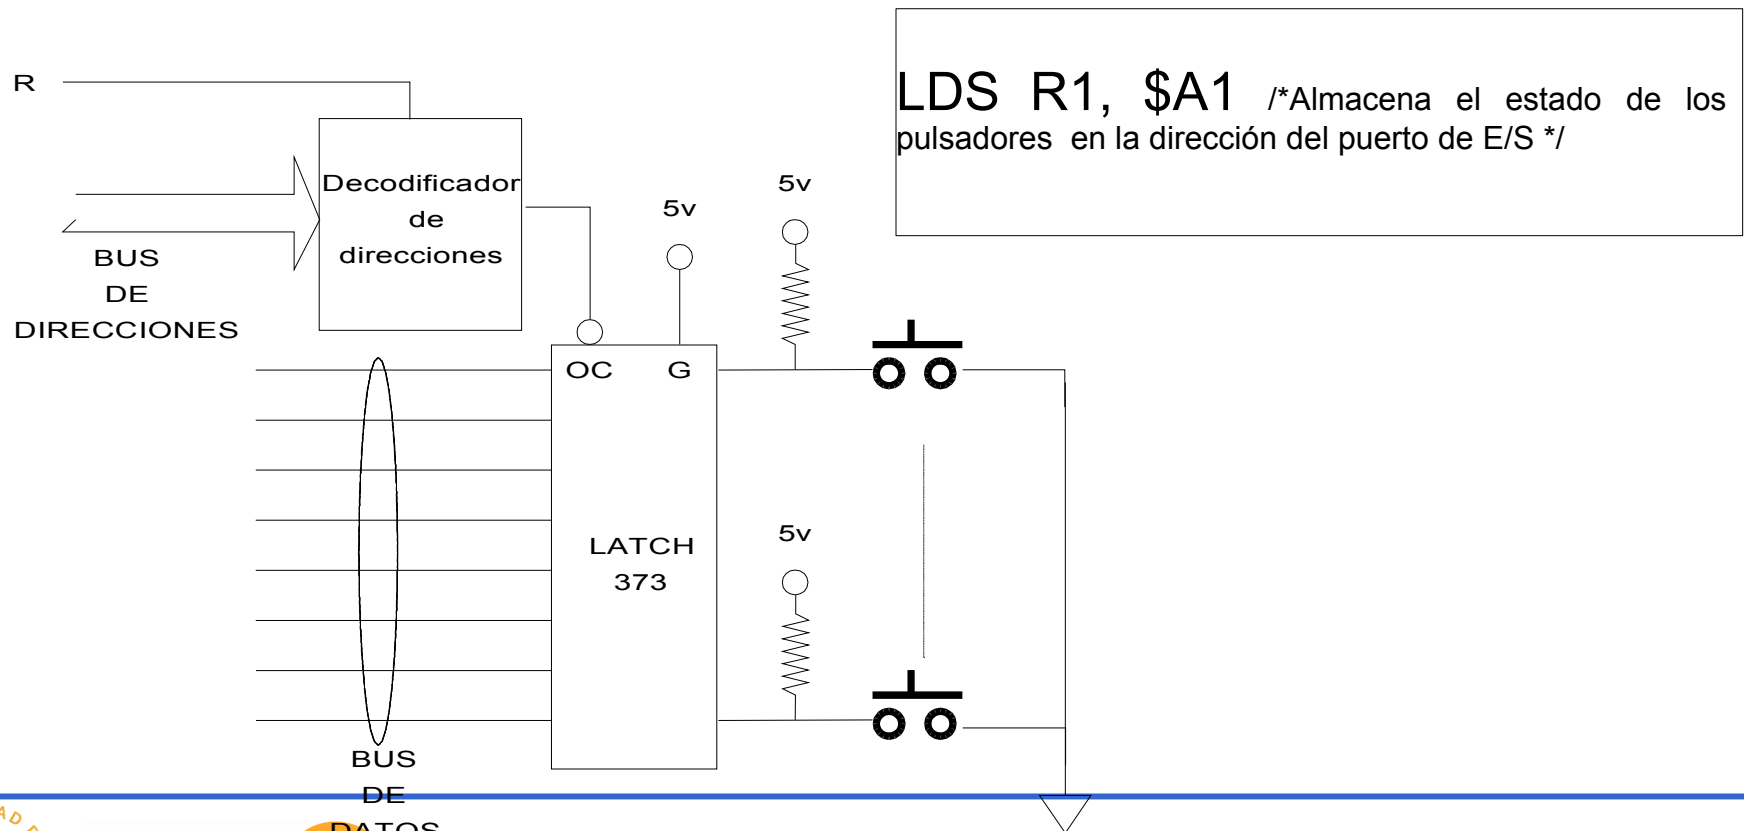 R
LDS R1, $A1 /*Almacena el estado de los
pulsadores en la dirección del puerto de E/S */
Decodificador
de
direcciones
5v
5v
BUS
DE
DIRECCIONES
OC G
LATCH
373
5v
BUS
DE
DATOS